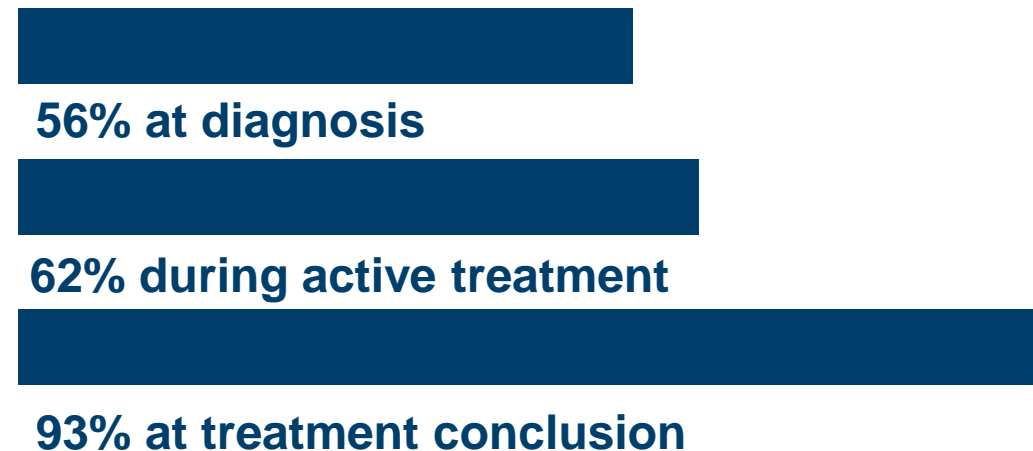 56% at diagnosis
62% during active treatment
93% at treatment conclusion